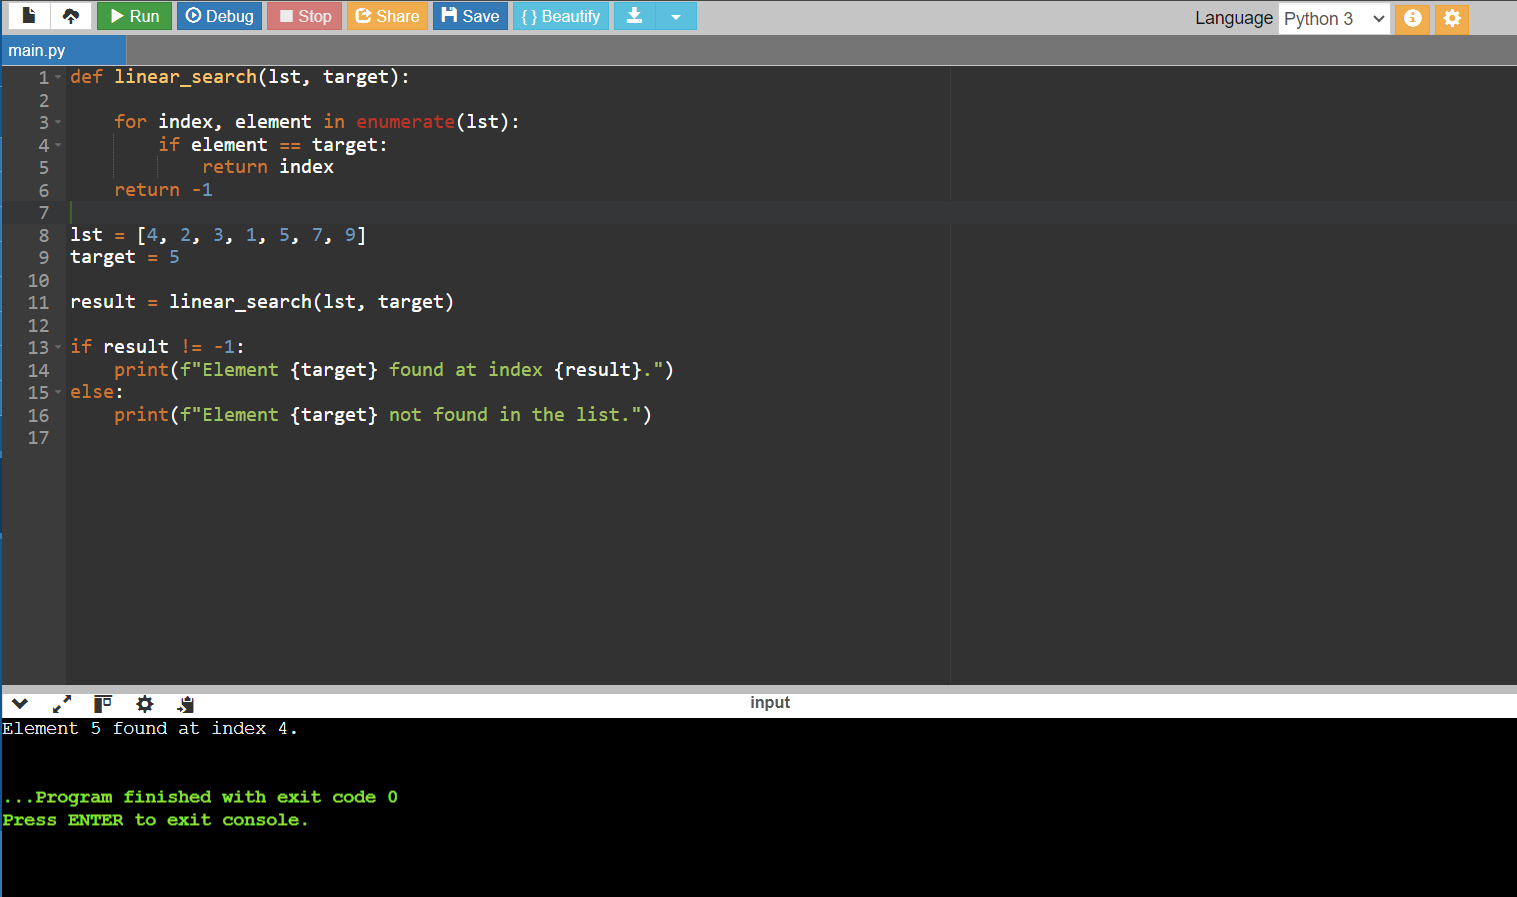 Run Debug Stop Share Save { } Beautify Language Python 3
main.py
1 def linear_search(lst, target):
2
3     for index, element in enumerate(lst):
4         if element == target:
5             return index
6     return -1
7
8 lst = [4, 2, 3, 1, 5, 7, 9]
9 target = 5
10
11 result = linear_search(lst, target)
12
13 if result != -1:
14     print(f"Element {target} found at index {result}.")
15 else:
16     print(f"Element {target} not found in the list.")
17
input
Element 5 found at index 4.
...Program finished with exit code 0
Press ENTER to exit console.